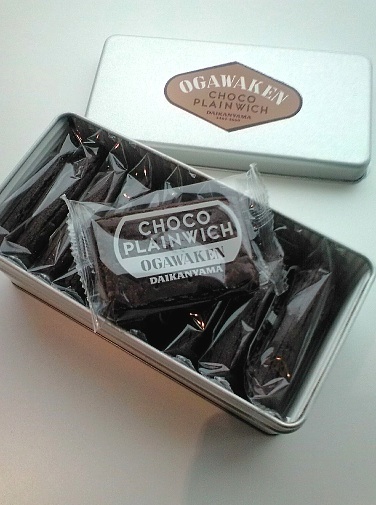 OGAWAKEN
CHOCO
PLAINWICH
DAIKANYAMA
CHOCO
PLAINWICH
OGAWAKEN
DAIKANYAMA